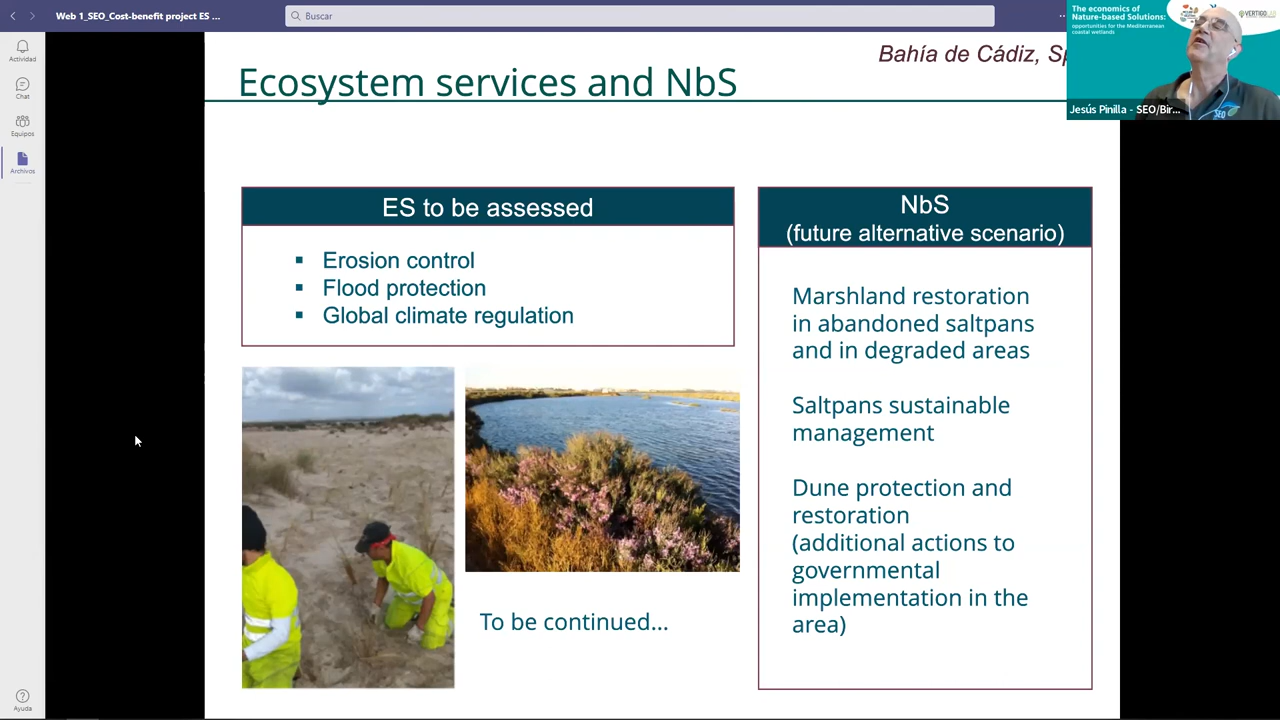 Web 1_SEO_Cost-benefit project ES ...
Buscar
Actividad
Chat
Equipos
Archivos
Ayuda
The economics of
Nature-based Solutions:
opportunities for the Mediterranean
coastal wetlands
VERTIGOLAB
Jesús Pinilla - SEO/Bir...
SEO
Bahía de Cádiz, Sp
Ecosystem services and NbS
ES to be assessed
▪ Erosion control
▪ Flood protection
▪ Global climate regulation
To be continued...
NbS
(future alternative scenario)
Marshland restoration
in abandoned saltpans
and in degraded areas
Saltpans sustainable
management
Dune protection and
restoration
(additional actions to
governmental
implementation in the
area)